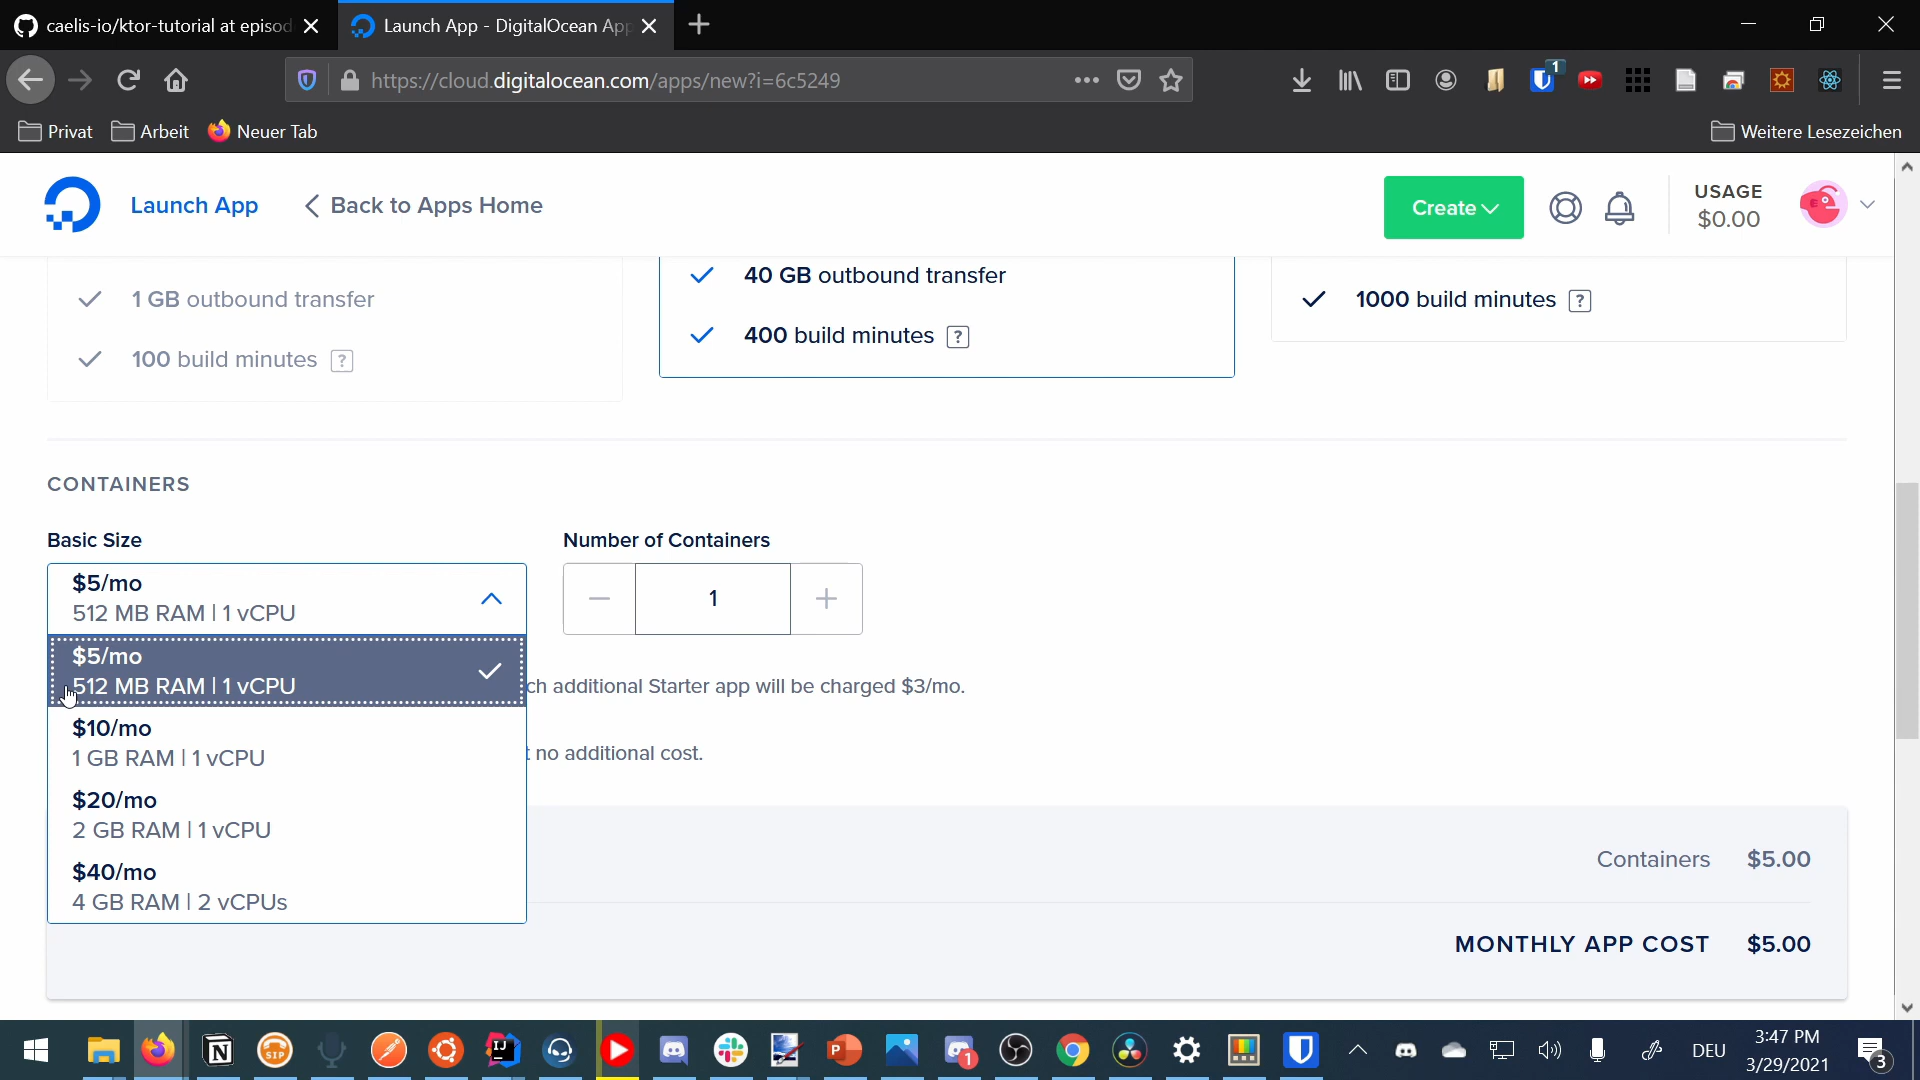 caelis-io/ktor-tutorial at episod
Launch App - DigitalOcean App
https://cloud.digitalocean.com/apps/new?i=6c5249
1
Privat
Arbeit
Neuer Tab
Weitere Lesezeichen
Launch App
Back to Apps Home
Create
USAGE
$0.00
1 GB outbound transfer
100 build minutes ?
40 GB outbound transfer
400 build minutes ?
1000 build minutes ?
CONTAINERS
Basic Size
Number of Containers
$5/mo
512 MB RAM | 1 vCPU
1
$5/mo
512 MB RAM | 1 vCPU
ch additional Starter app will be charged $3/mo.
$10/mo
1 GB RAM | 1 vCPU
no additional cost.
$20/mo
2 GB RAM | 1 vCPU
$40/mo
4 GB RAM | 2 vCPUs
Containers $5.00
MONTHLY APP COST $5.00
DEU
3:47 PM
3/29/2021
3